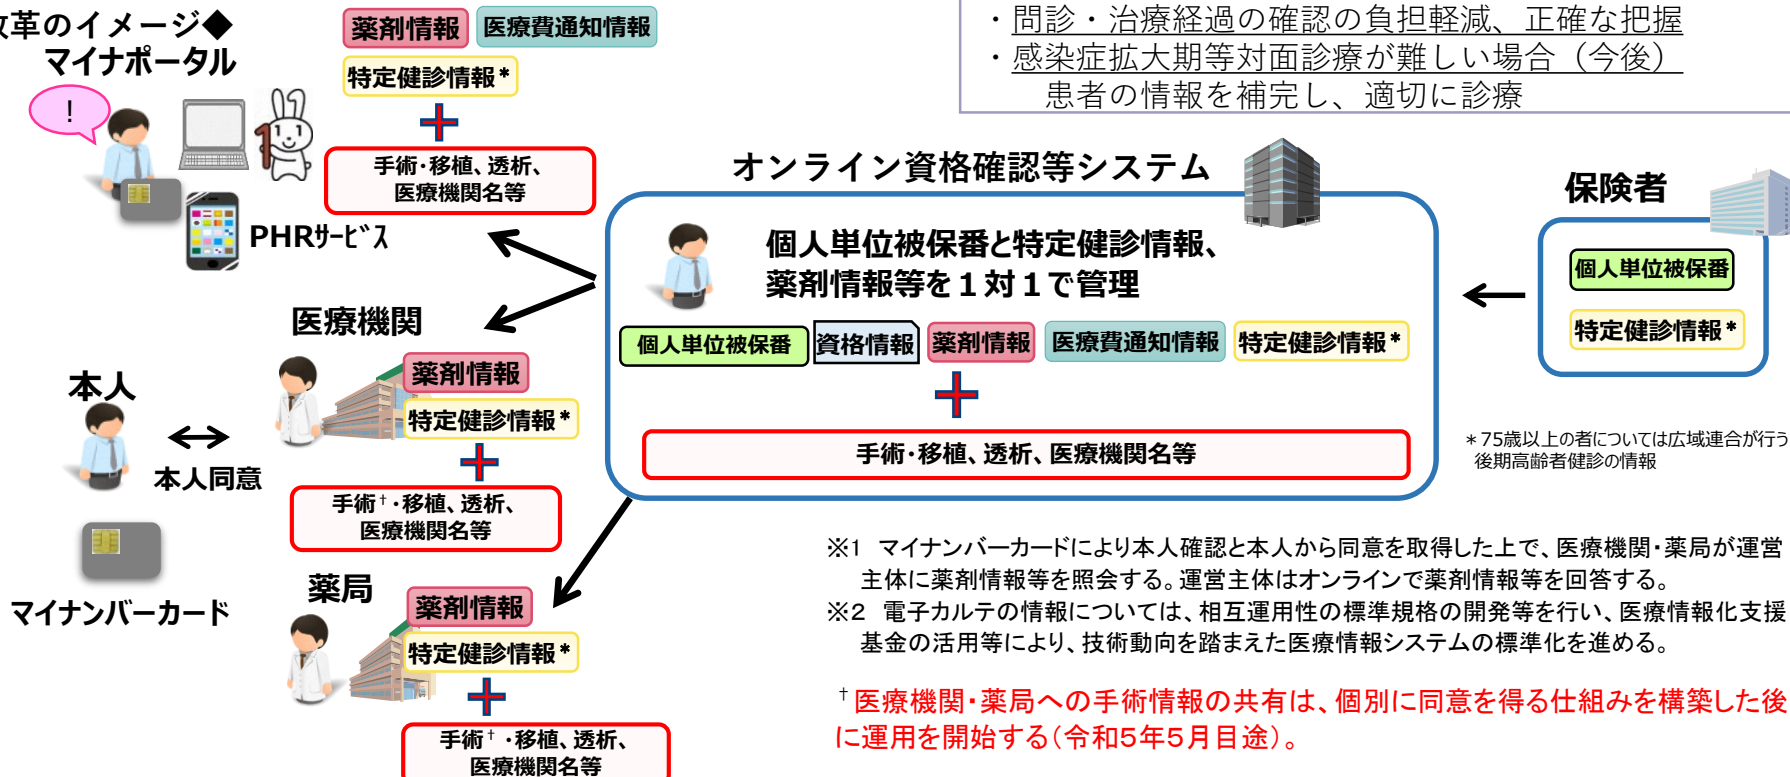 改革のイメージ◆
マイナポータル
!
薬剤情報
医療費通知情報
特定健診情報*
手術・移植、透析、
医療機関名等
PHRサービス
・問診・治療経過の確認の負担軽減、正確な把握
・感染症拡大期等対面診療が難しい場合（今後）
患者の情報を補完し、適切に診療
オンライン資格確認等システム
個人単位被保番と特定健診情報、
薬剤情報等を１対１で管理
個人単位被保番
資格情報
薬剤情報
医療費通知情報
特定健診情報*
手術・移植、透析、医療機関名等
保険者
個人単位被保番
特定健診情報*
＊75歳以上の者については広域連合が行う
後期高齢者健診の情報
本人
本人同意
マイナンバーカード
医療機関
薬剤情報
特定健診情報*
手術†・移植、透析、
医療機関名等
薬局
薬剤情報
特定健診情報*
手術†・移植、透析、
医療機関名等
※1　マイナンバーカードにより本人確認と本人から同意を取得した上で、医療機関・薬局が運営
主体に薬剤情報等を照会する。運営主体はオンラインで薬剤情報等を回答する。
※2　電子カルテの情報については、相互運用性の標準規格の開発等を行い、医療情報化支援
基金の活用等により、技術動向を踏まえた医療情報システムの標準化を進める。
†医療機関・薬局への手術情報の共有は、個別に同意を得る仕組みを構築した後
に運用を開始する（令和５年５月目途）。